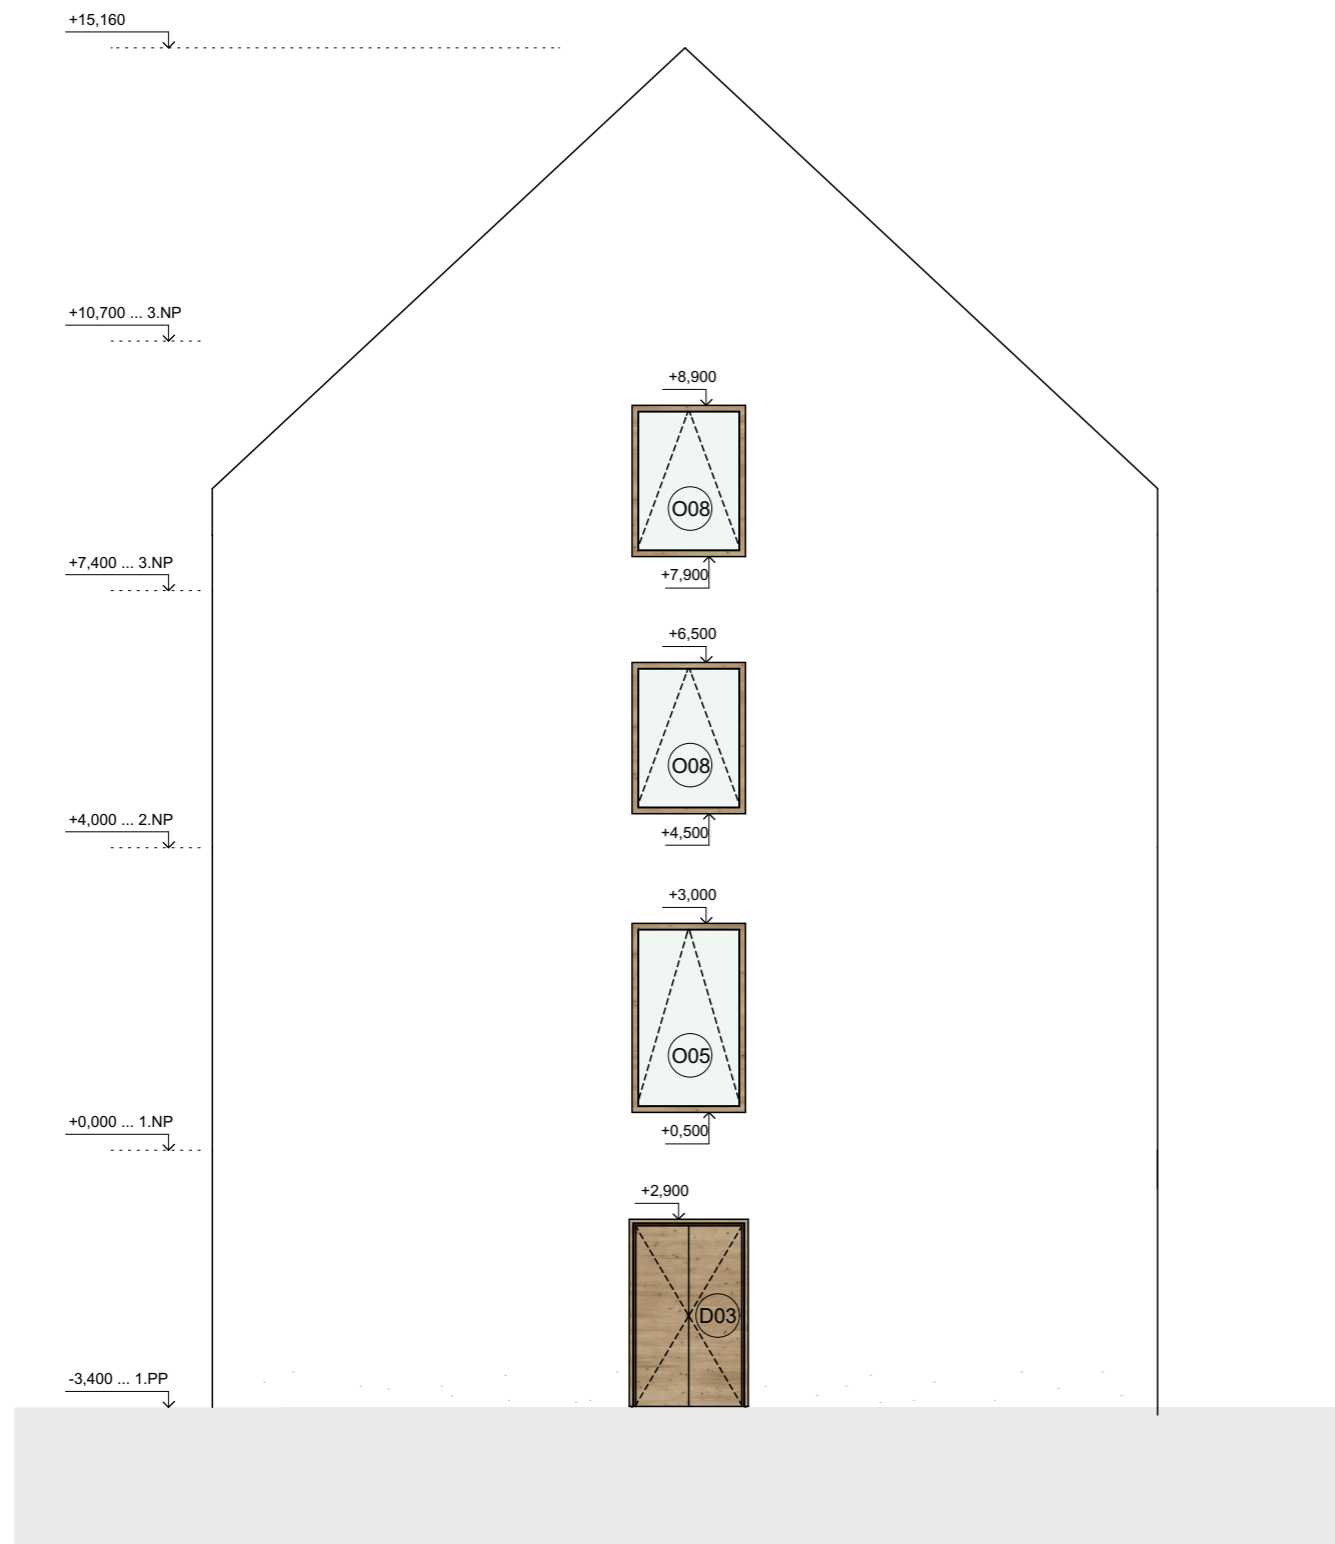 +15,160
+10,700 ... 3.NP
+8,900
O08
+7,400 ... 3.NP
+7,900
+6,500
O08
+4,000 ... 2.NP
+4,500
+3,000
O05
+0,000 ... 1.NP
+0,500
+2,900
D03
-3,400 ... 1.PP